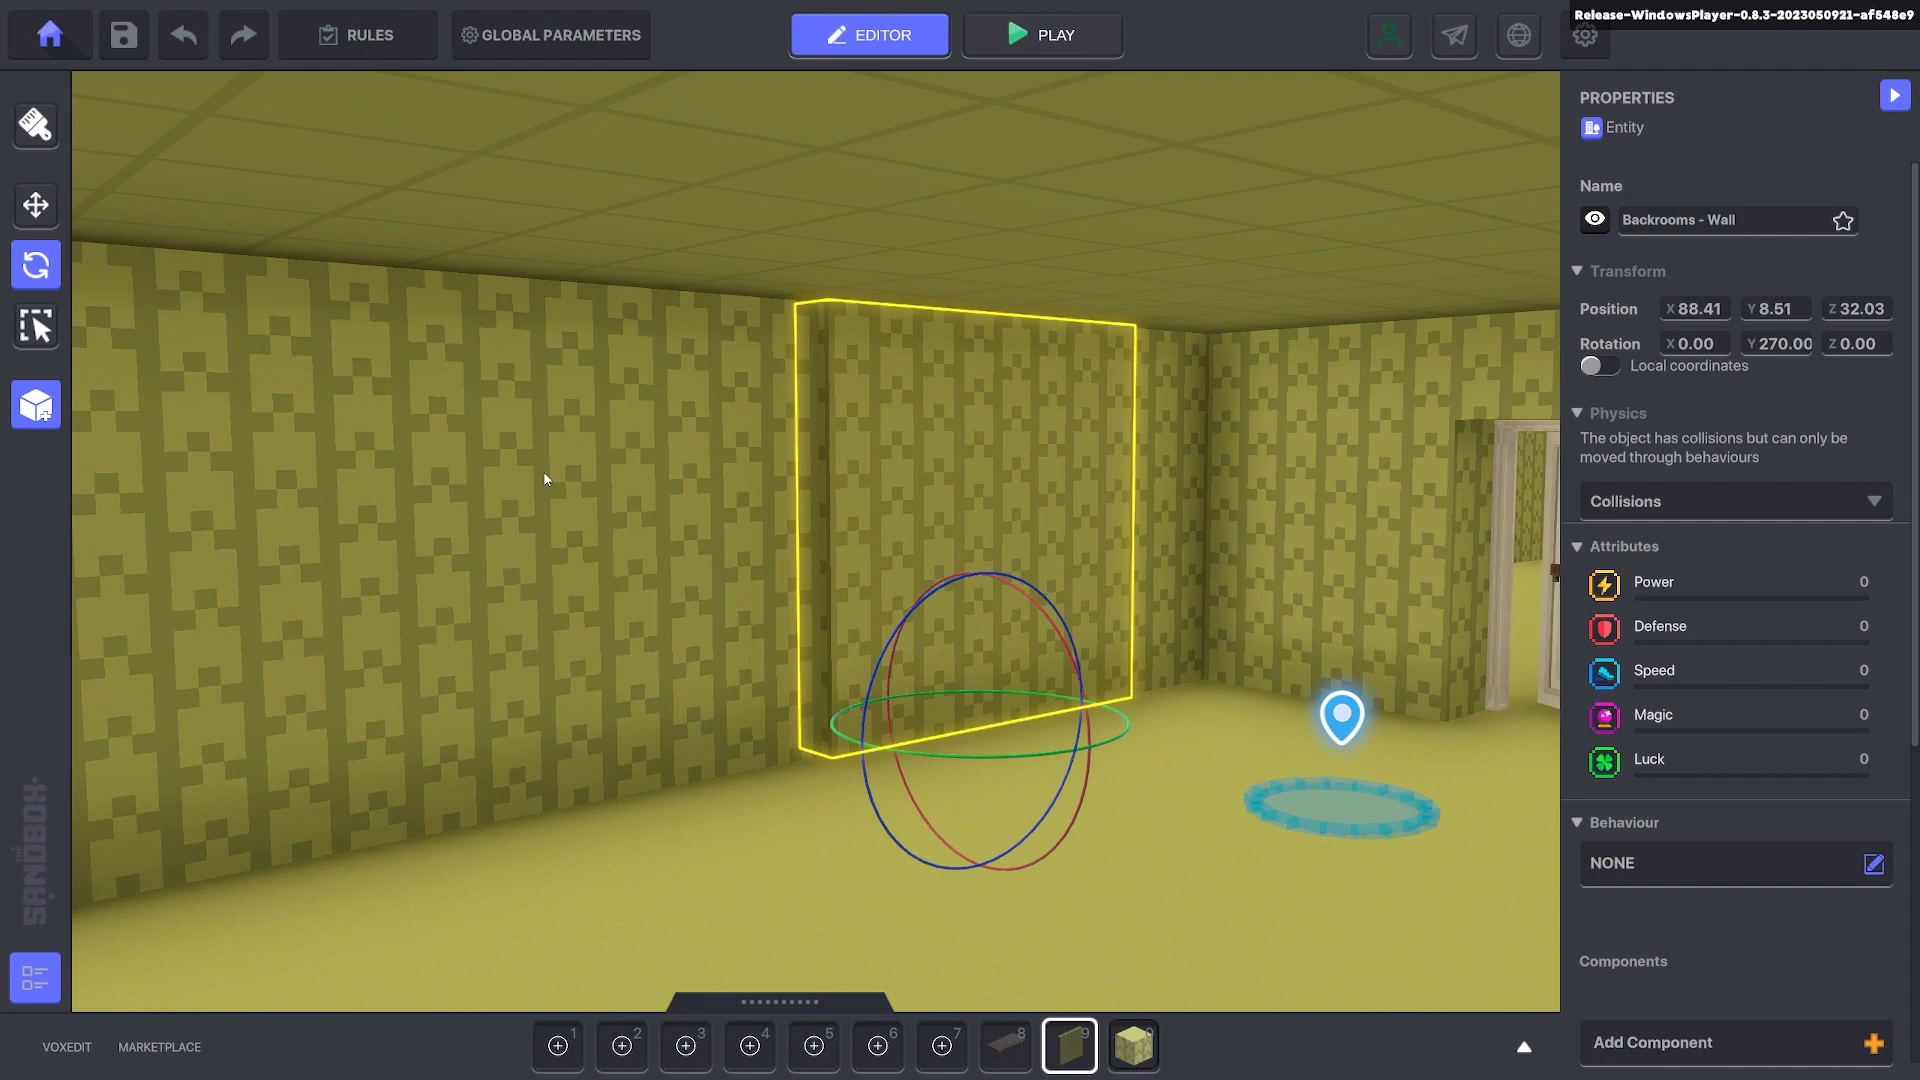 Release-WindowsPlayer-0.8.3-2023050921-af548e9
RULES
GLOBAL PARAMETERS
EDITOR
PLAY
PROPERTIES
Entity
Name
Backrooms - Wall
Transform
Position X 88.41 Y 8.51 Z 32.03
Rotation X 0.00 Y 270.00 Z 0.00
Local coordinates
Physics
The object has collisions but can only be
moved through behaviours
Collisions
Attributes
Power 0
Defense 0
Speed 0
Magic 0
Luck 0
Behaviour
NONE
Components
Add Component
THE SANDBOX
VOXEDIT
MARKETPLACE
1 2 3 4 5 6 7 8 9 0